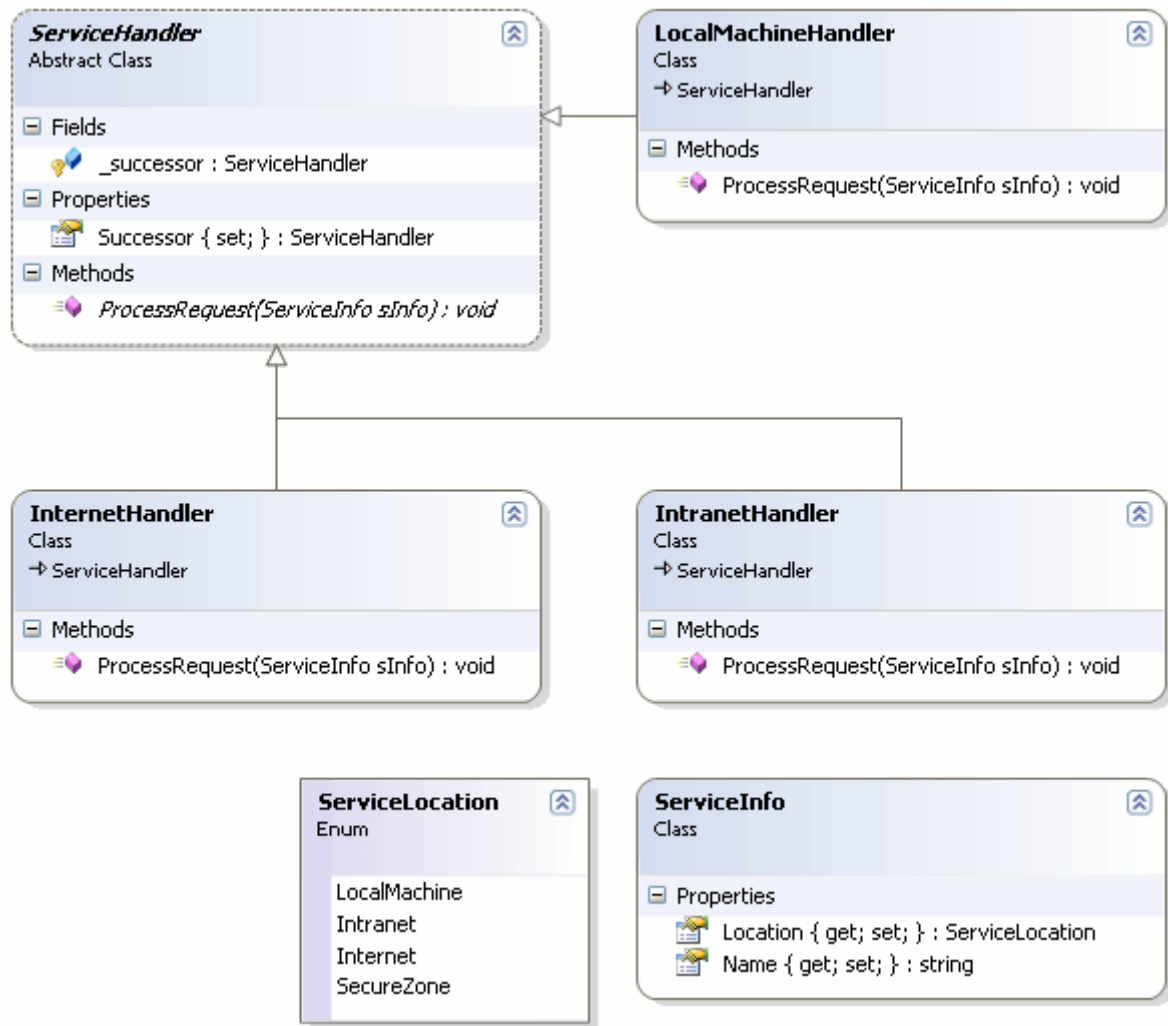 ServiceHandler
Abstract Class
Fields
_successor : ServiceHandler
Properties
Successor { set; } : ServiceHandler
Methods
ProcessRequest(ServiceInfo sInfo) : void
LocalMachineHandler
Class
ServiceHandler
Methods
ProcessRequest(ServiceInfo sInfo) : void
InternetHandler
Class
ServiceHandler
Methods
ProcessRequest(ServiceInfo sInfo) : void
IntranetHandler
Class
ServiceHandler
Methods
ProcessRequest(ServiceInfo sInfo) : void
ServiceLocation
Enum
LocalMachine
Intranet
Internet
SecureZone
ServiceInfo
Class
Properties
Location { get; set; } : ServiceLocation
Name { get; set; } : string